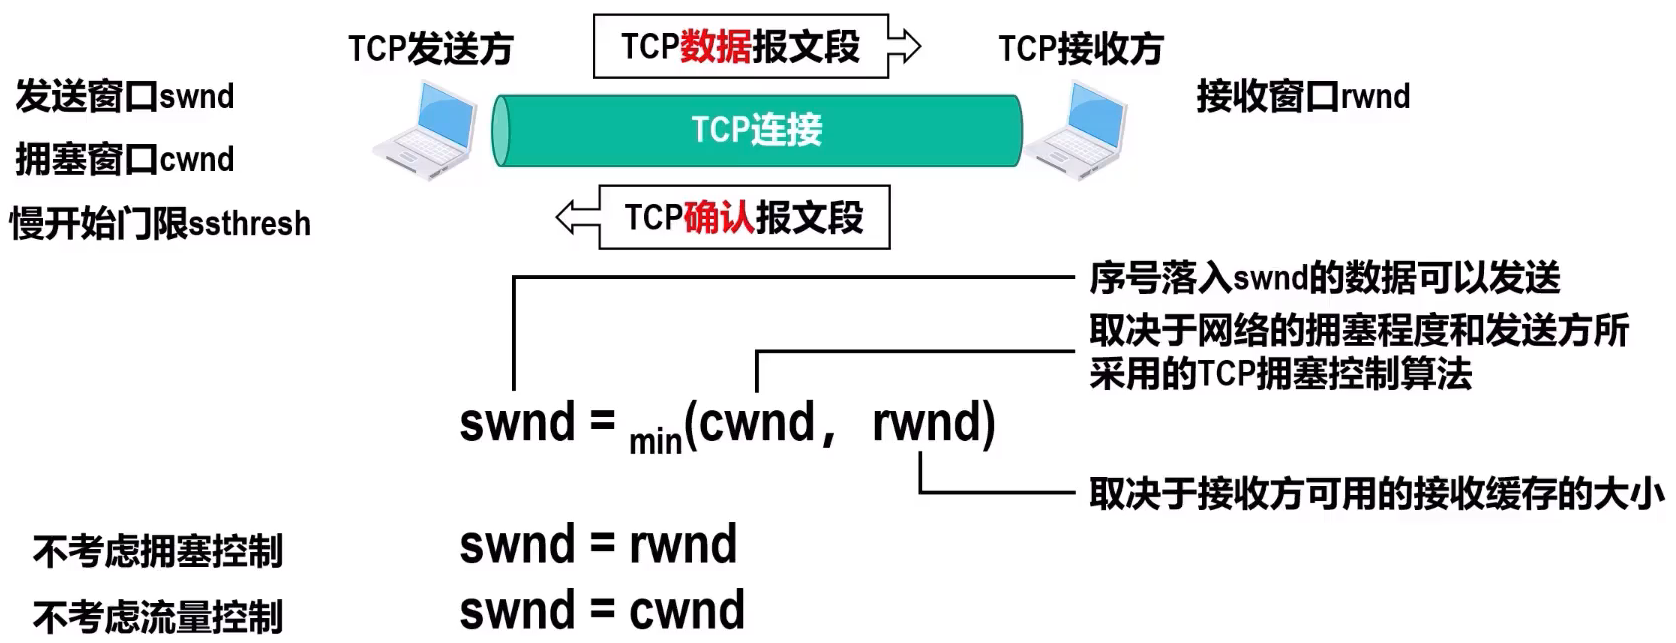 TCP发送方
TCP数据报文段
TCP接收方
发送窗口swnd
接收窗口rwnd
TCP连接
拥塞窗口cwnd
慢开始门限ssthresh
TCP确认报文段
序号落入swnd的数据可以发送
取决于网络的拥塞程度和发送方所
采用的TCP拥塞控制算法
swnd = min(cwnd，rwnd)
取决于接收方可用的接收缓存的大小
不考虑拥塞控制 swnd = rwnd
不考虑流量控制 swnd = cwnd